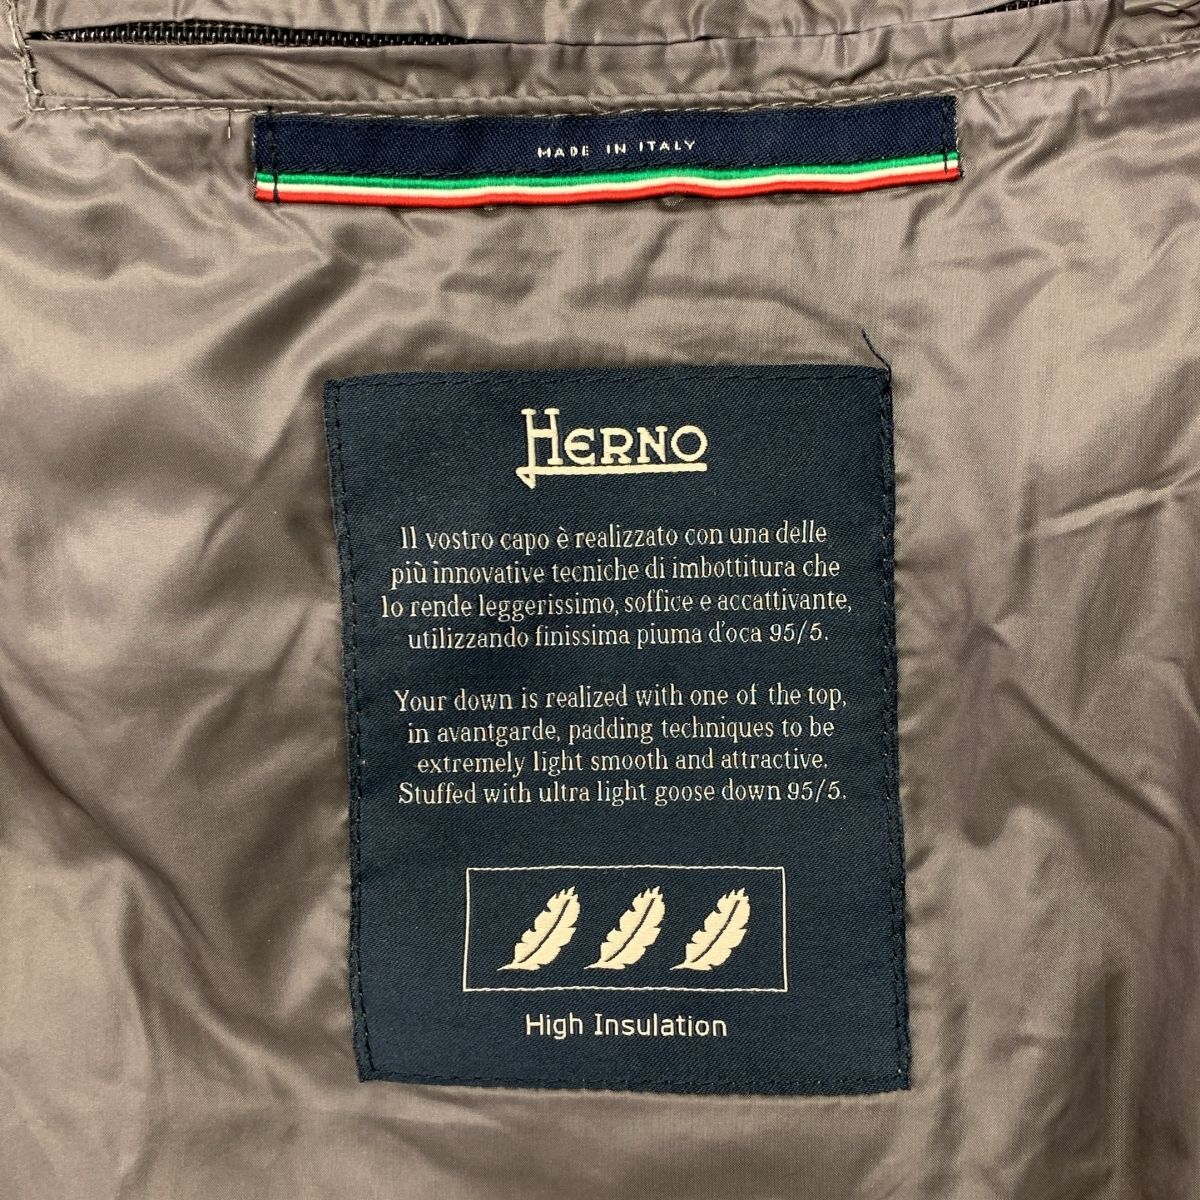 MADE IN ITALY
HERNO
Il vostro capo è realizzato con una delle
più innovative tecniche di imbottitura che
lo rende leggerissimo, soffice e accattivante,
utilizzando finissima piuma d'oca 95/5.
Your down is realized with one of the top,
in avantgarde, padding techniques to be
extremely light smooth and attractive.
Stuffed with ultra light goose down 95/5.
High Insulation